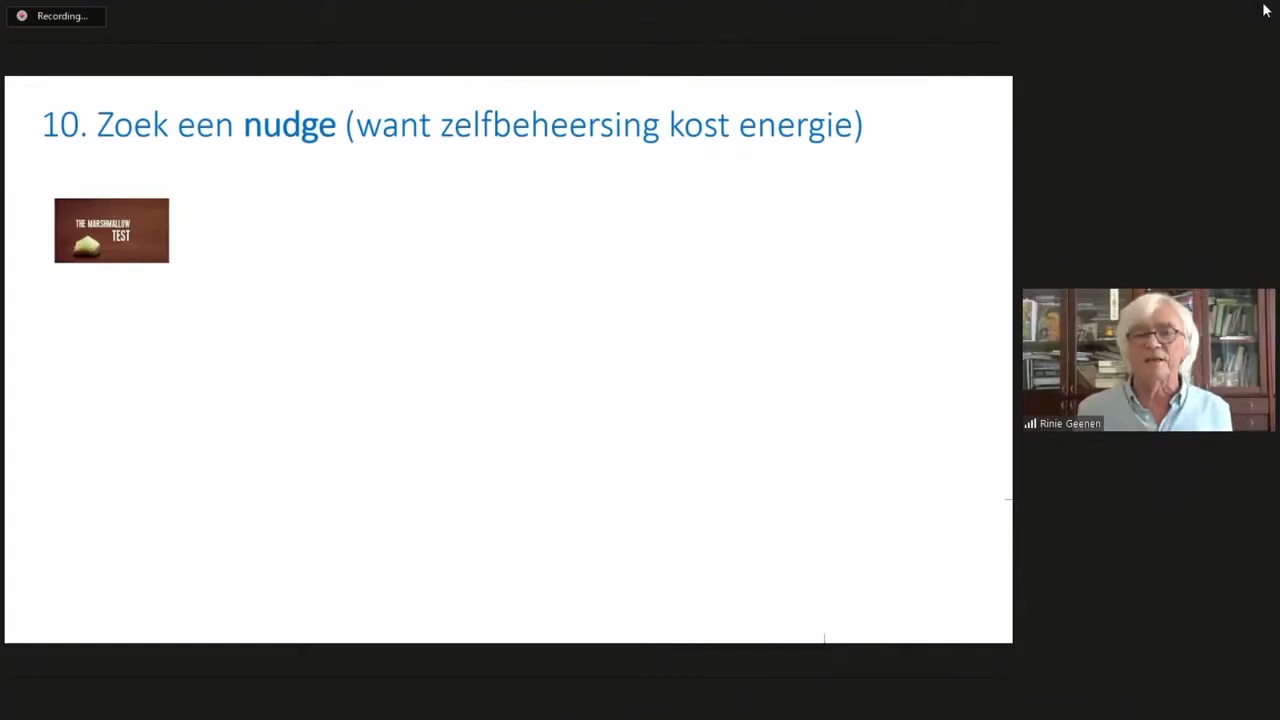 Recording...
10. Zoek een nudge (want zelfbeheersing kost energie)
THE MARSHMALLOW
TEST
Rinie Geenen